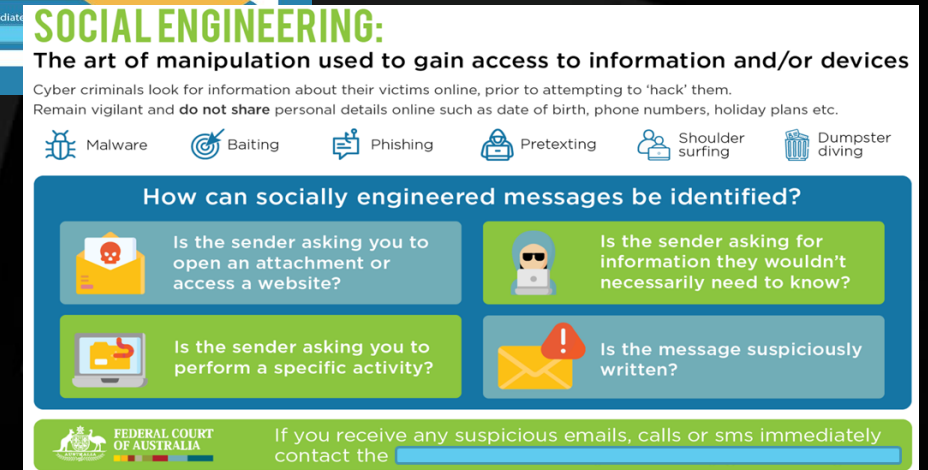 diate
SOCIAL ENGINEERING:
The art of manipulation used to gain access to information and/or devices
Cyber criminals look for information about their victims online, prior to attempting to ‘hack’ them.
Remain vigilant and do not share personal details online such as date of birth, phone numbers, holiday plans etc.
Malware
Baiting
Phishing
Pretexting
Shoulder
surfing
Dumpster
diving
How can socially engineered messages be identified?
Is the sender asking you to
open an attachment or
access a website?
Is the sender asking for
information they wouldn’t
necessarily need to know?
Is the sender asking you to
perform a specific activity?
Is the message suspiciously
written?
AUSTRALIA
FEDERAL COURT
OF AUSTRALIA
If you receive any suspicious emails, calls or sms immediately
contact the